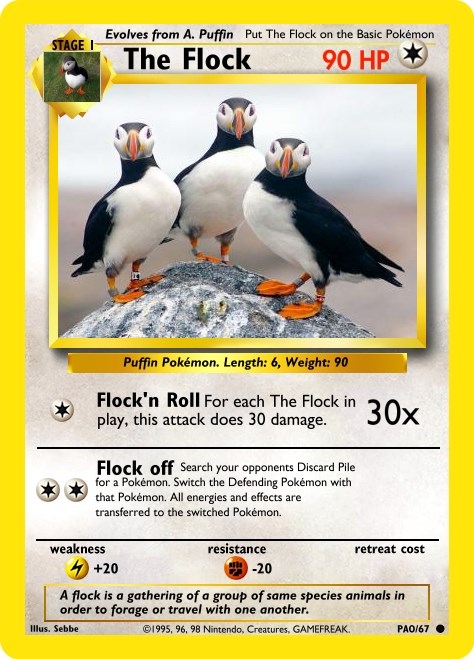 Evolves from A. Puffin Put The Flock on the Basic Pokémon
STAGE 1
The Flock 90 HP
Puffin Pokémon. Length: 6, Weight: 90
Flock'n Roll For each The Flock in
play, this attack does 30 damage. 30x
Flock off Search your opponents Discard Pile
for a Pokémon. Switch the Defending Pokémon with
that Pokémon. All energies and effects are
transferred to the switched Pokémon.
weakness resistance retreat cost
+20 -20
A flock is a gathering of a group of same species animals in
order to forage or travel with one another.
Illus. Sebbe ©1995, 96, 98 Nintendo, Creatures, GAMEFREAK. PAO/67